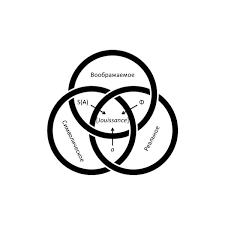 Воображаемое
S(A)
Φ
Jouissance
Символическое
Реальное
a